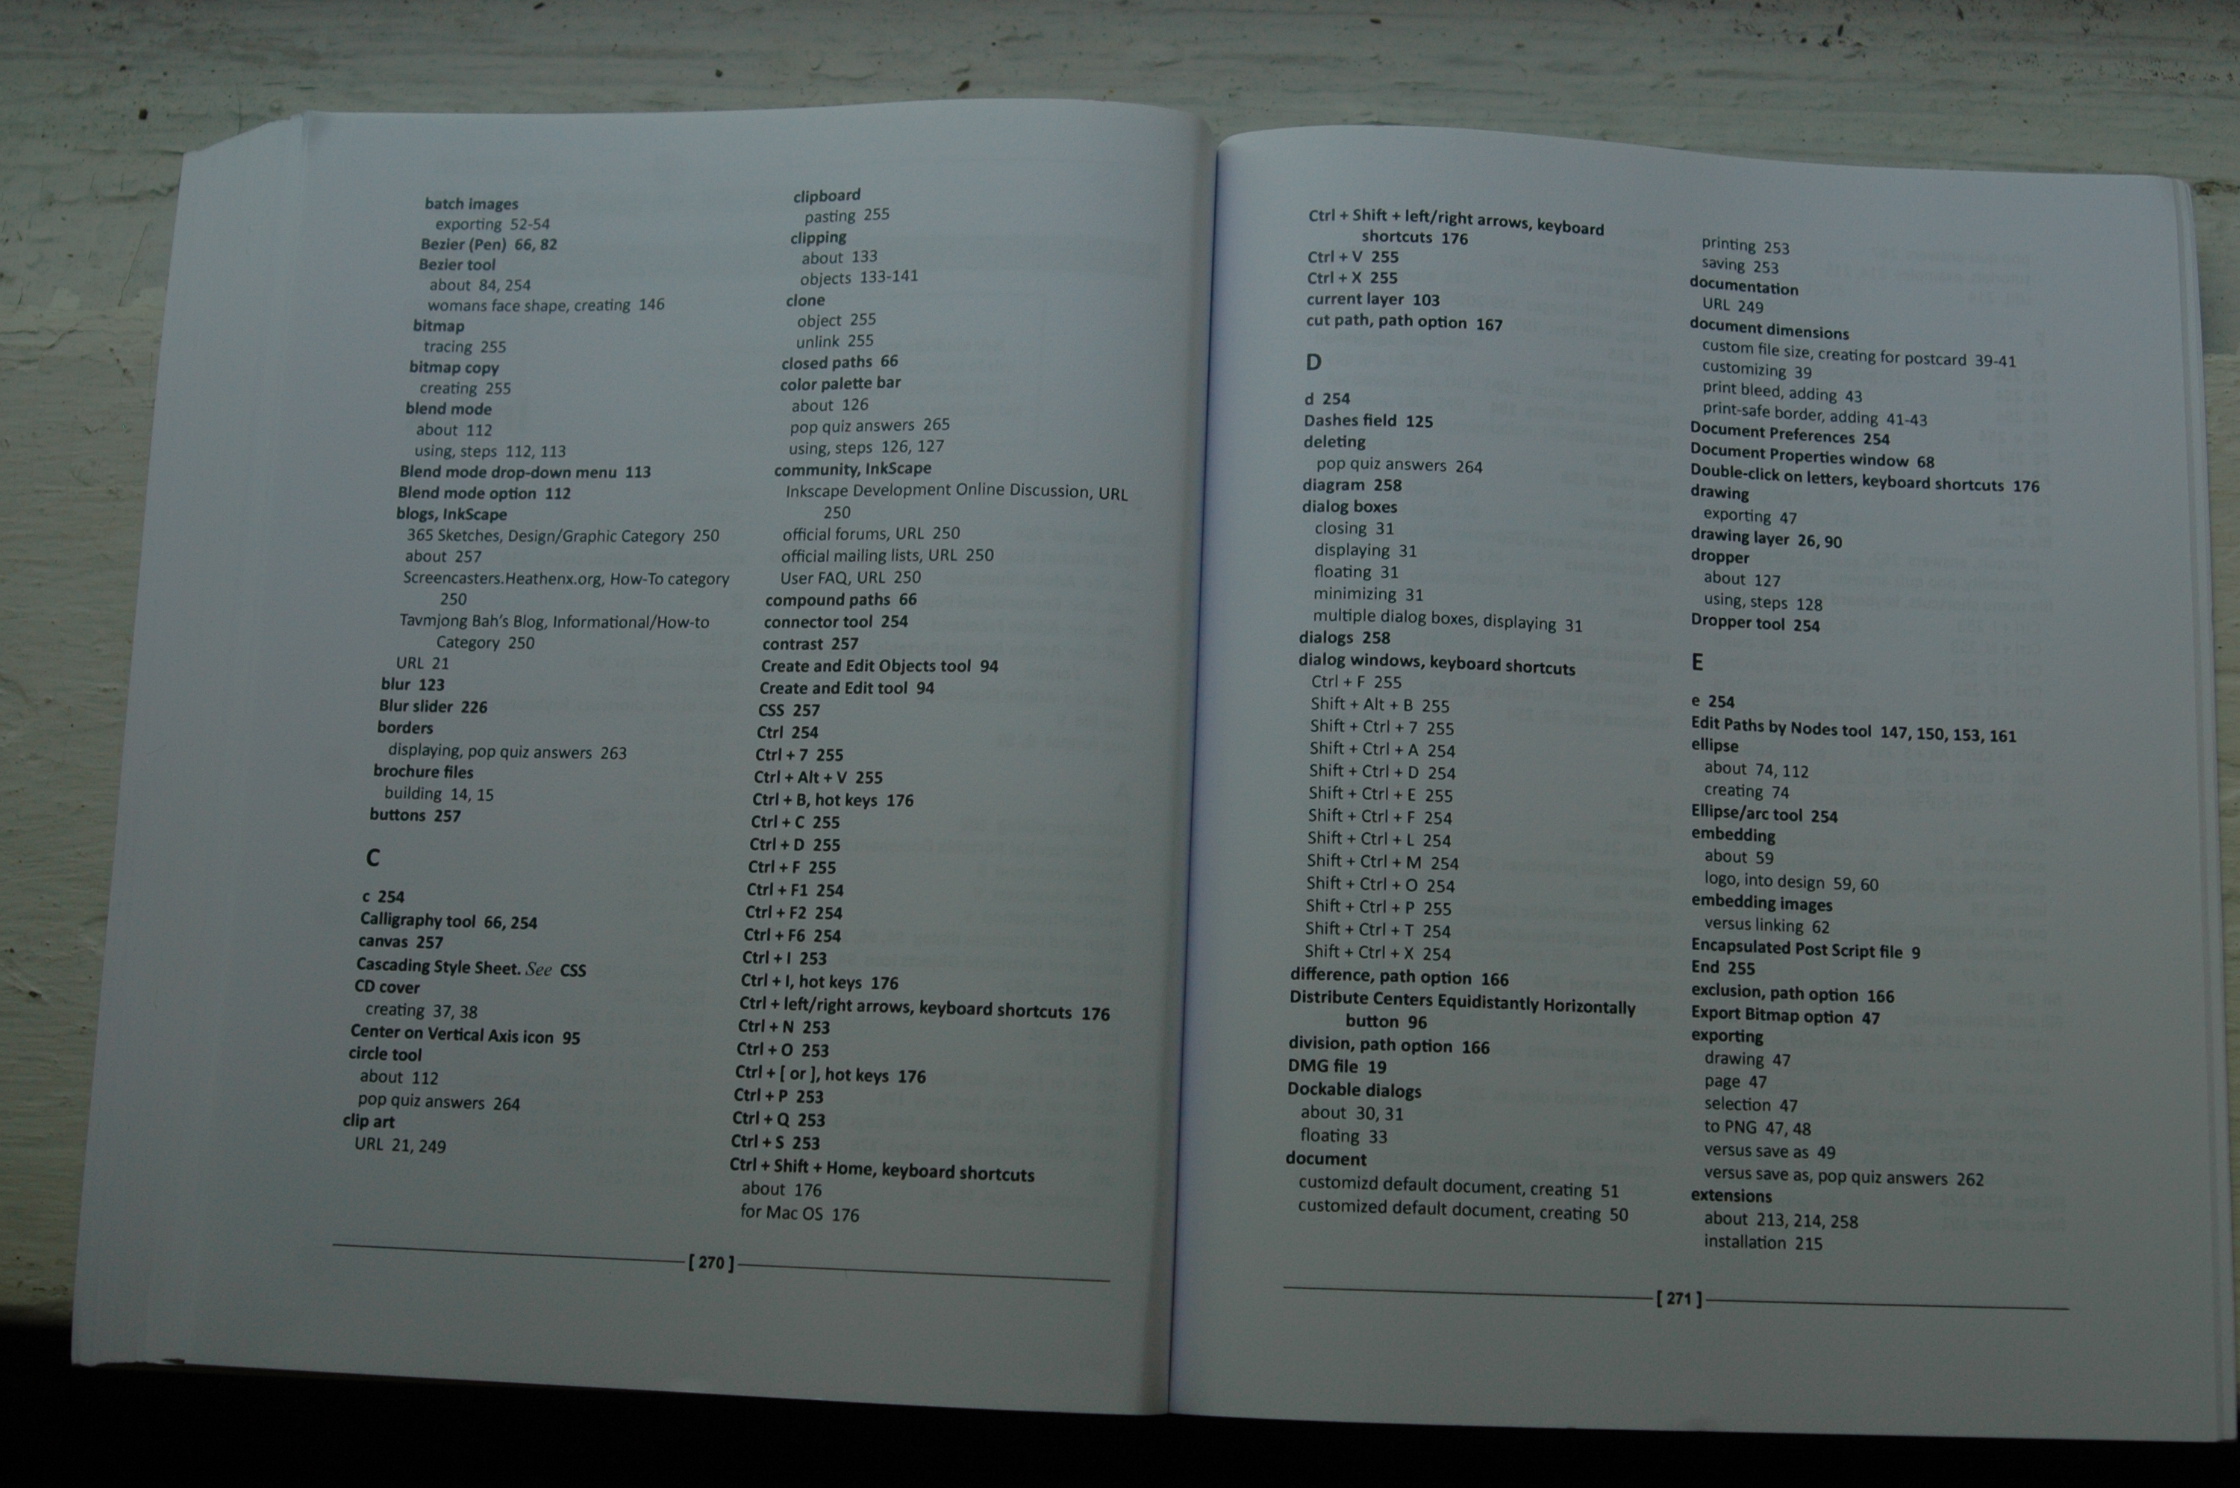 batch images
exporting 52-54
Bezier (Pen) 66, 82
Bezier tool
about 84, 254
womans face shape, creating 146
bitmap
tracing 255
bitmap copy
creating 255
blend mode
about 112
using, steps 112, 113
Blend mode drop-down menu 113
Blend mode option 112
blogs, InkScape
365 Sketches, Design/Graphic Category 250
about 257
Screencasters.Heathenx.org, How-To category
250
Tavmjong Bah's Blog, Informational/How-to
Category 250
URL 21
blur 123
Blur slider 226
borders
displaying, pop quiz answers 263
brochure files
building 14, 15
buttons 257
C
c 254
Calligraphy tool 66, 254
canvas 257
Cascading Style Sheet. See CSS
CD cover
creating 37, 38
Center on Vertical Axis icon 95
circle tool
about 112
pop quiz answers 264
clip art
URL 21, 249
clipboard
pasting 255
clipping
about 133
objects 133-141
clone
object 255
unlink 255
closed paths 66
color palette bar
about 126
pop quiz answers 265
using, steps 126, 127
community, InkScape
Inkscape Development Online Discussion, URL
250
official forums, URL 250
official mailing lists, URL 250
User FAQ, URL 250
compound paths 66
connector tool 254
contrast 257
Create and Edit Objects tool 94
Create and Edit tool 94
CSS 257
Ctrl 254
Ctrl + 7 255
Ctrl + Alt + V 255
Ctrl + B, hot keys 176
Ctrl + C 255
Ctrl + D 255
Ctrl + F 255
Ctrl + F1 254
Ctrl + F2 254
Ctrl + F6 254
Ctrl + I 253
Ctrl + I, hot keys 176
Ctrl + left/right arrows, keyboard shortcuts 176
Ctrl + N 253
Ctrl + O 253
Ctrl + [ or ], hot keys 176
Ctrl + P 253
Ctrl + Q 253
Ctrl + S 253
Ctrl + Shift + Home, keyboard shortcuts
about 176
for Mac OS 176
[ 270 ]
Ctrl + Shift + left/right arrows, keyboard
shortcuts 176
Ctrl + V 255
Ctrl + X 255
current layer 103
cut path, path option 167
D
d 254
Dashes field 125
deleting
pop quiz answers 264
diagram 258
dialog boxes
closing 31
displaying 31
floating 31
minimizing 31
multiple dialog boxes, displaying 31
dialogs 258
dialog windows, keyboard shortcuts
Ctrl + F 255
Shift + Alt + B 255
Shift + Ctrl + 7 255
Shift + Ctrl + A 254
Shift + Ctrl + D 254
Shift + Ctrl + E 255
Shift + Ctrl + F 254
Shift + Ctrl + L 254
Shift + Ctrl + M 254
Shift + Ctrl + O 254
Shift + Ctrl + P 255
Shift + Ctrl + T 254
Shift + Ctrl + X 254
difference, path option 166
Distribute Centers Equidistantly Horizontally
button 96
division, path option 166
DMG file 19
Dockable dialogs
about 30, 31
floating 33
document
customizd default document, creating 51
customized default document, creating 50
printing 253
saving 253
documentation
URL 249
document dimensions
custom file size, creating for postcard 39-41
customizing 39
print bleed, adding 43
print-safe border, adding 41-43
Document Preferences 254
Document Properties window 68
Double-click on letters, keyboard shortcuts 176
drawing
exporting 47
drawing layer 26, 90
dropper
about 127
using, steps 128
Dropper tool 254
E
e 254
Edit Paths by Nodes tool 147, 150, 153, 161
ellipse
about 74, 112
creating 74
Ellipse/arc tool 254
embedding
about 59
logo, into design 59, 60
embedding images
versus linking 62
Encapsulated Post Script file 9
End 255
exclusion, path option 166
Export Bitmap option 47
exporting
drawing 47
page 47
selection 47
to PNG 47, 48
versus save as 49
versus save as, pop quiz answers 262
extensions
about 213, 214, 258
installation 215
[ 271 ]